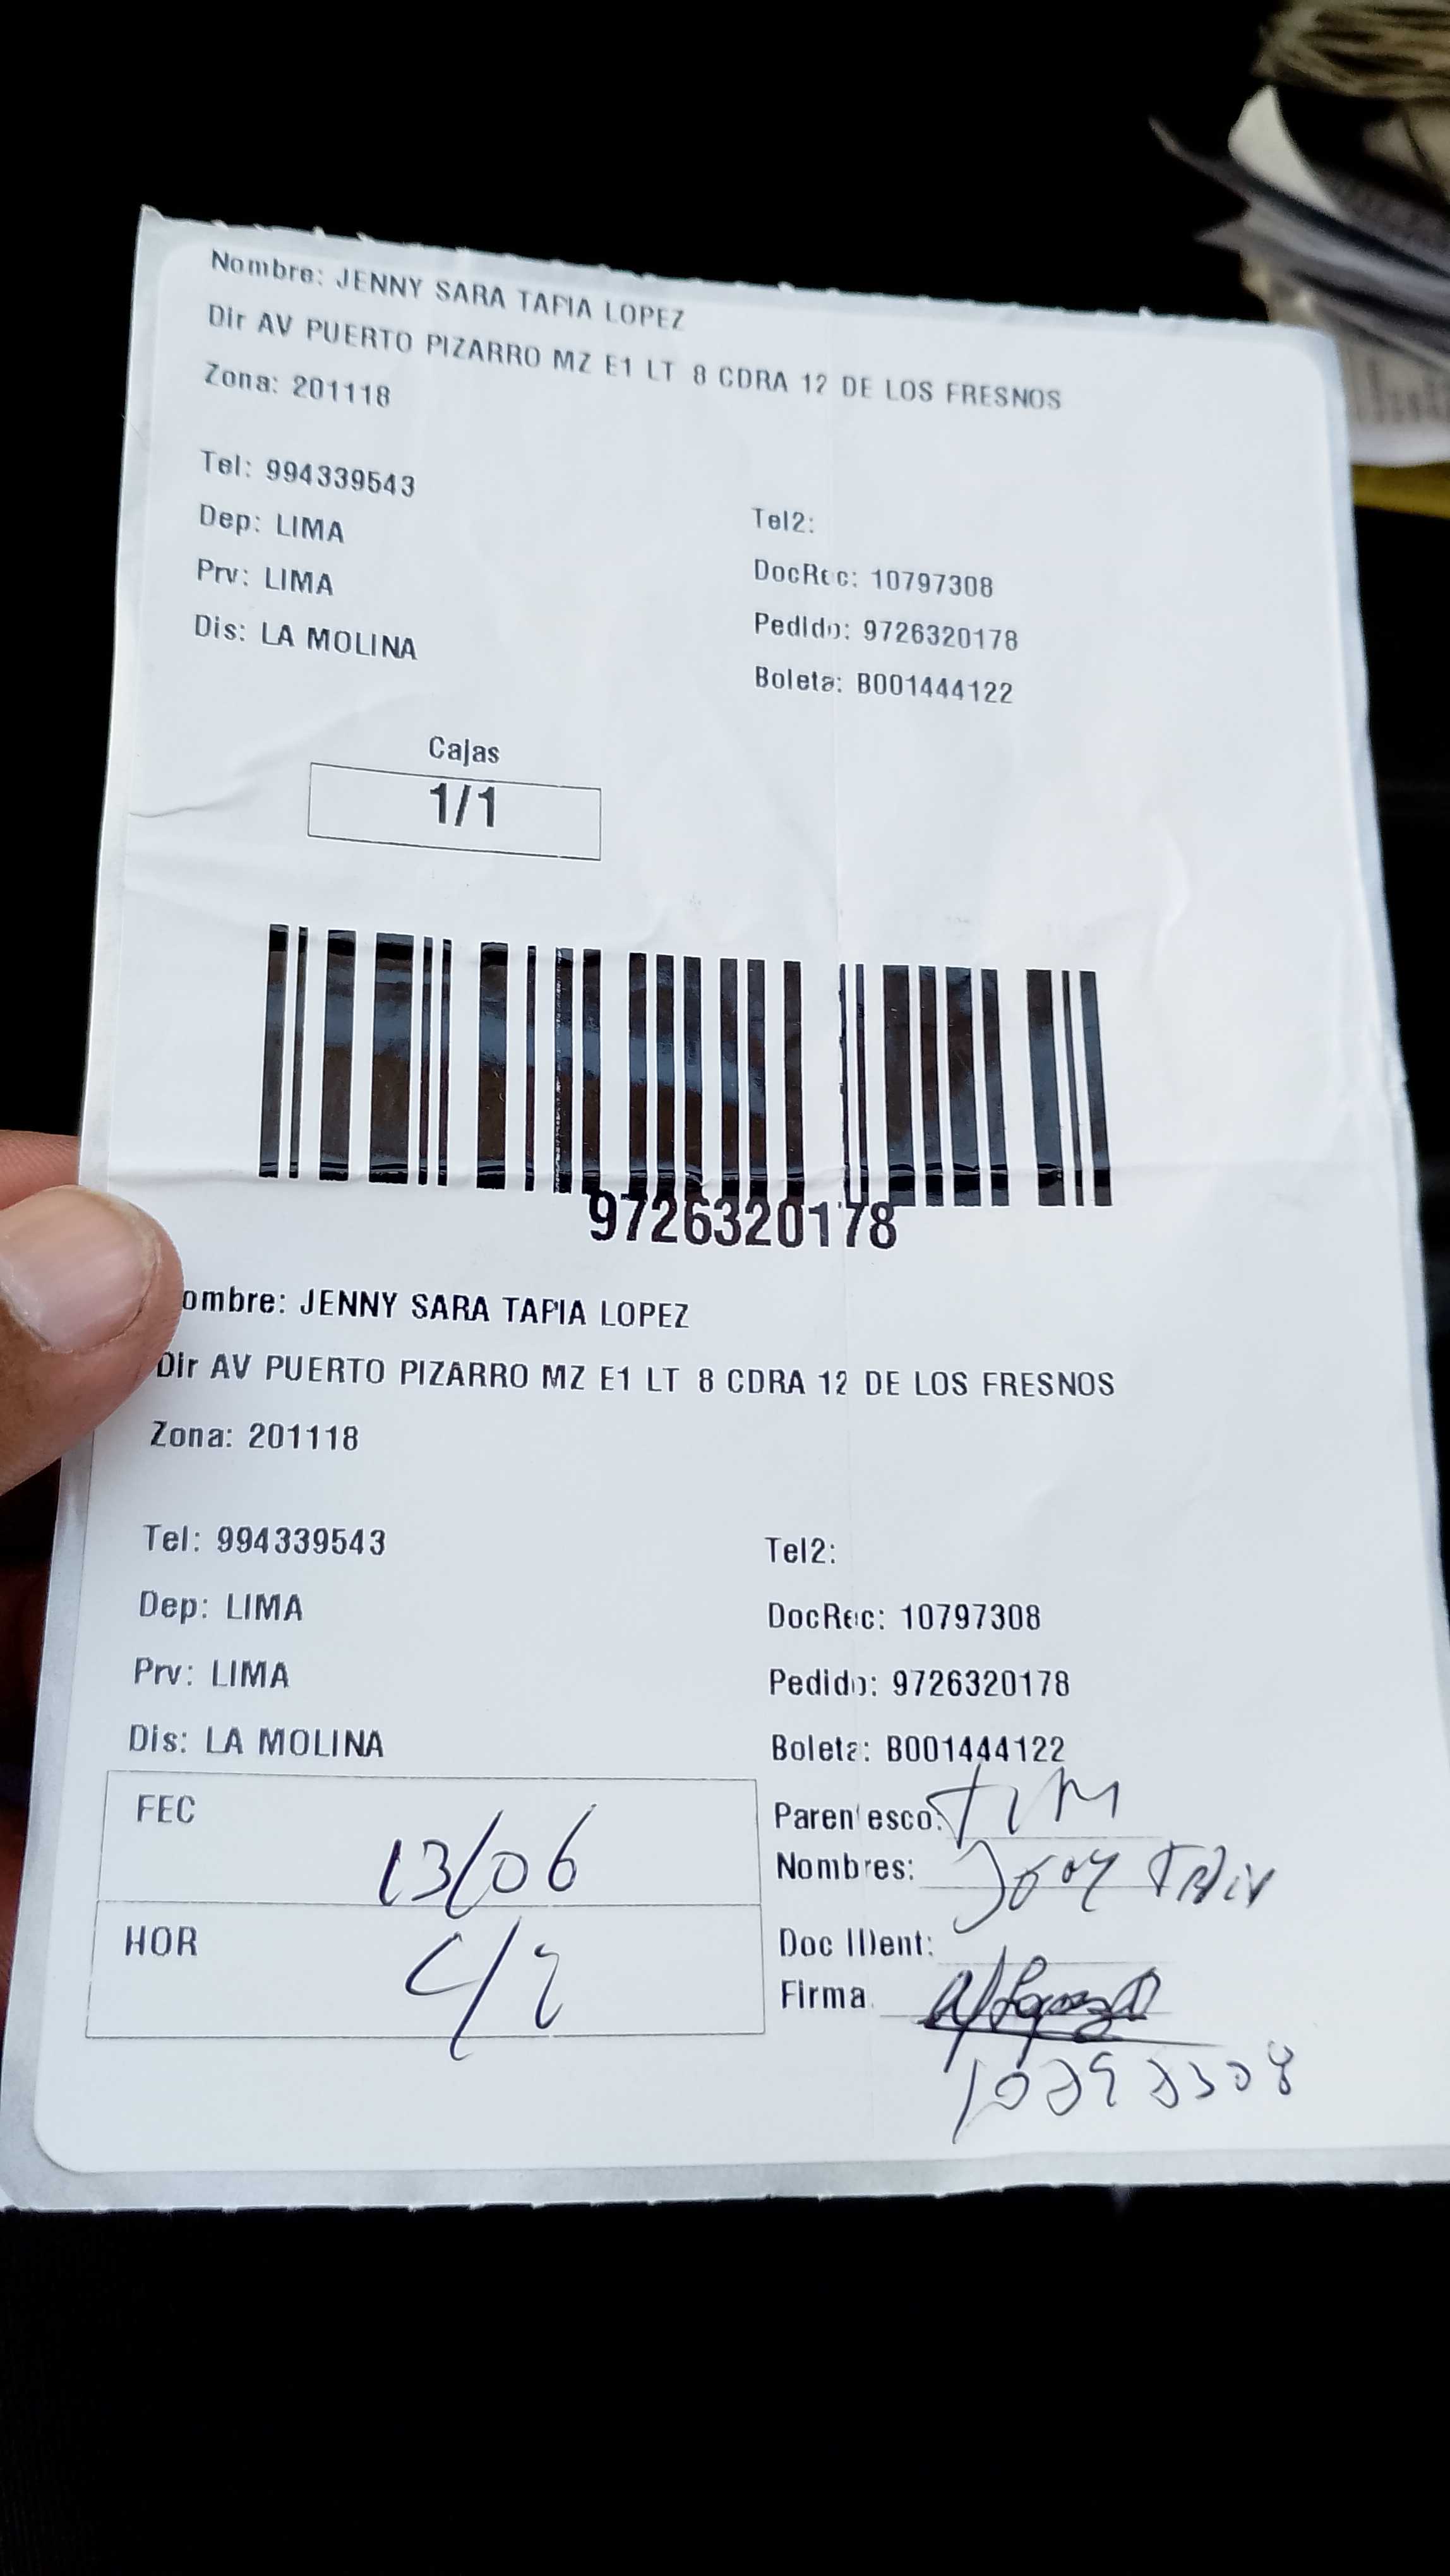 Nombre: JENNY SARA TAPIA LOPEZ
Dir AV PUERTO PIZARRO MZ E1 LT 8 CDRA 12 DE LOS FRESNOS
Zona: 201118
Tel: 994339543
Tel2:
Dep: LIMA
DocRec: 10797308
Prv: LIMA
Pedido: 9726320178
Dis: LA MOLINA
Boleta: B001444122
Cajas
1/1
9726320178
ombre: JENNY SARA TAPIA LOPEZ
Dir AV PUERTO PIZARRO MZ E1 LT 8 CDRA 12 DE LOS FRESNOS
Zona: 201118
Tel: 994339543
Tel2:
Dep: LIMA
DocRec: 10797308
Prv: LIMA
Pedido: 9726320178
Dis: LA MOLINA
Boleta: B001444122
FEC 13/06
Parentesco:
Nombres:
HOR
Doc Ident:
Firma
10797308